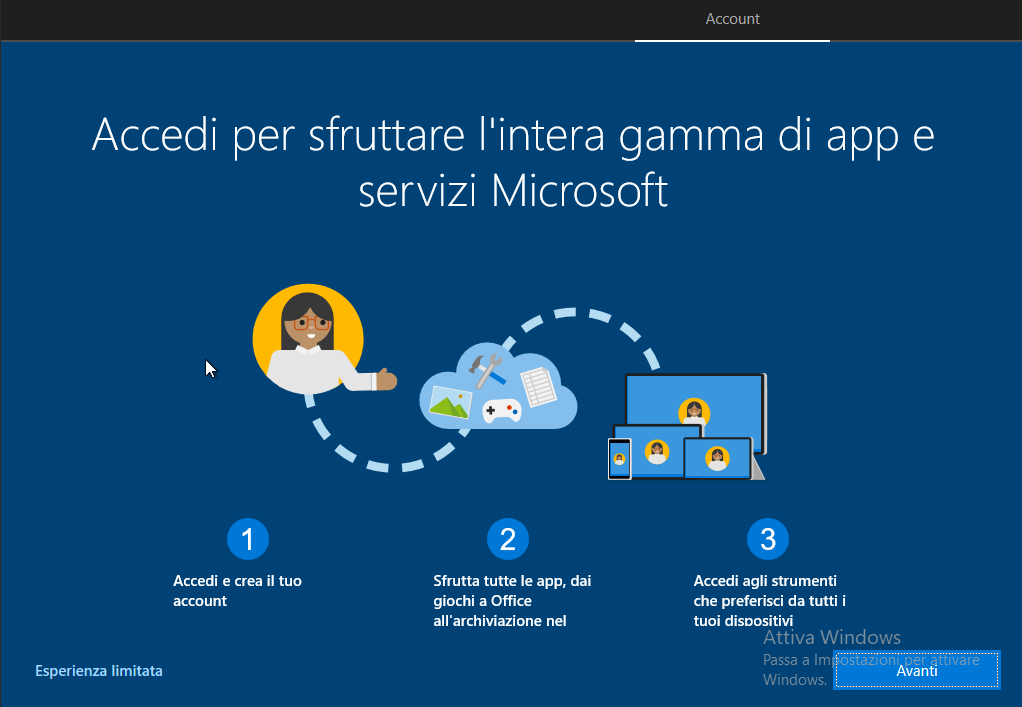 Account
Accedi per sfruttare l'intera gamma di app e
servizi Microsoft
1
Accedi e crea il tuo
account
2
Sfrutta tutte le app, dai
giochi a Office
all'archiviazione nel
3
Accedi agli strumenti
che preferisci da tutti i
tuoi dispositivi
Attiva Windows
Passa a Impostazioni per attivare
Windows.
Esperienza limitata
Avanti